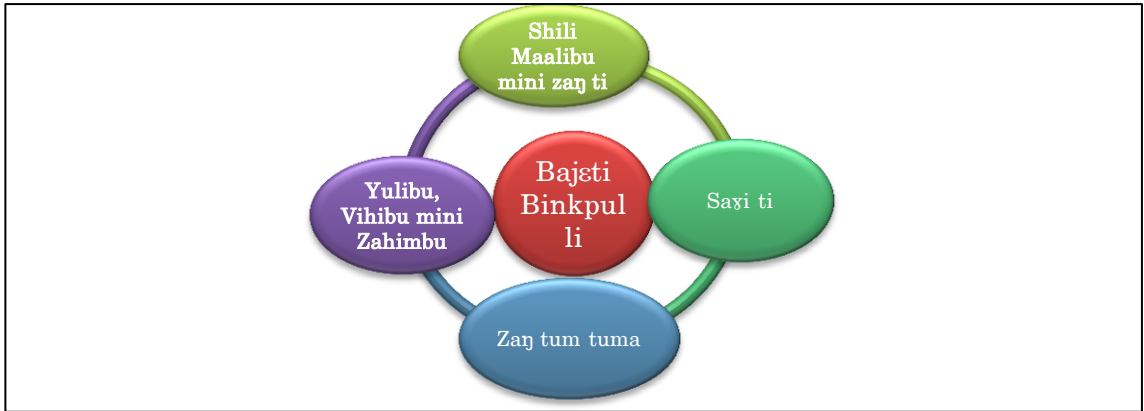 Shili
Maalibu
mini zaŋ ti
Bajɛti
Binkpul
li
Saɣi ti
Yulibu,
Vihibu mini
Zahimbu
Zaŋ tum tuma